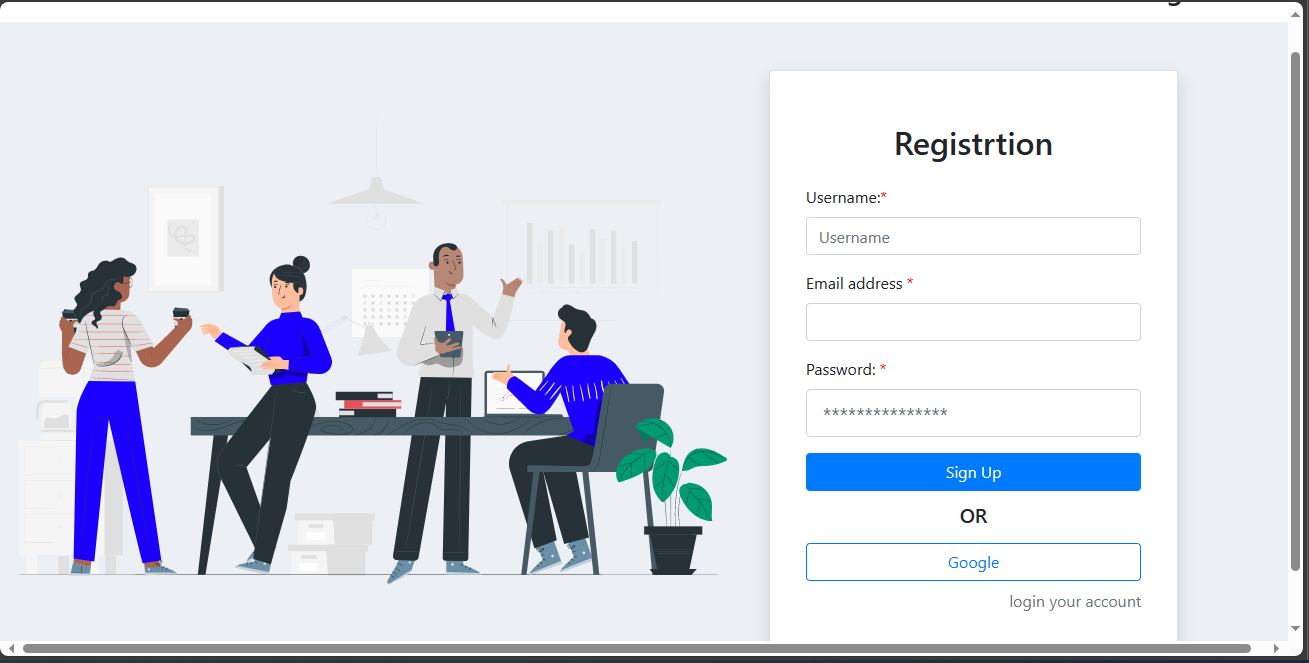 Registrtion
Username:*
Username
Email address *
Password: *
***************
Sign Up
OR
Google
login your account